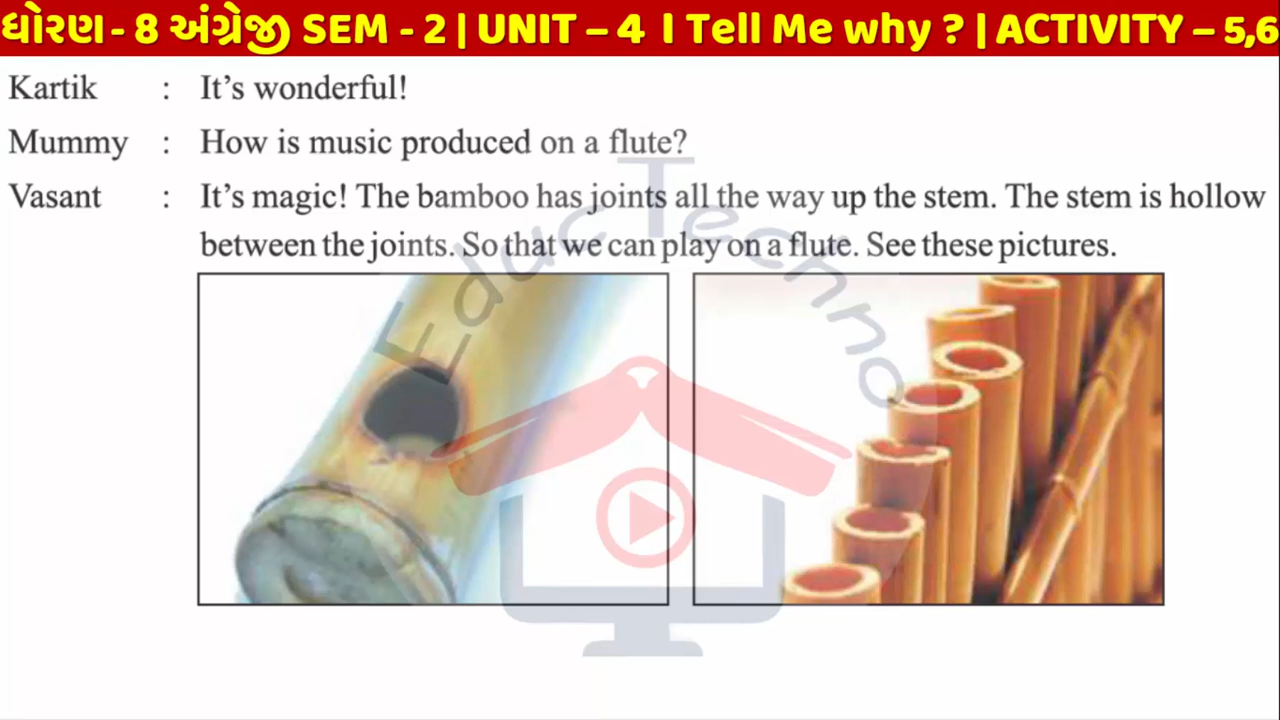 ધોરણ - 8 અંગ્રેજી SEM - 2 | UNIT – 4 l Tell Me why ? | ACTIVITY – 5,6
Kartik : It's wonderful!
Mummy : How is music produced on a flute?
Vasant : It's magic! The bamboo has joints all the way up the stem. The stem is hollow
between the joints. So that we can play on a flute. See these pictures.
Educ Techno